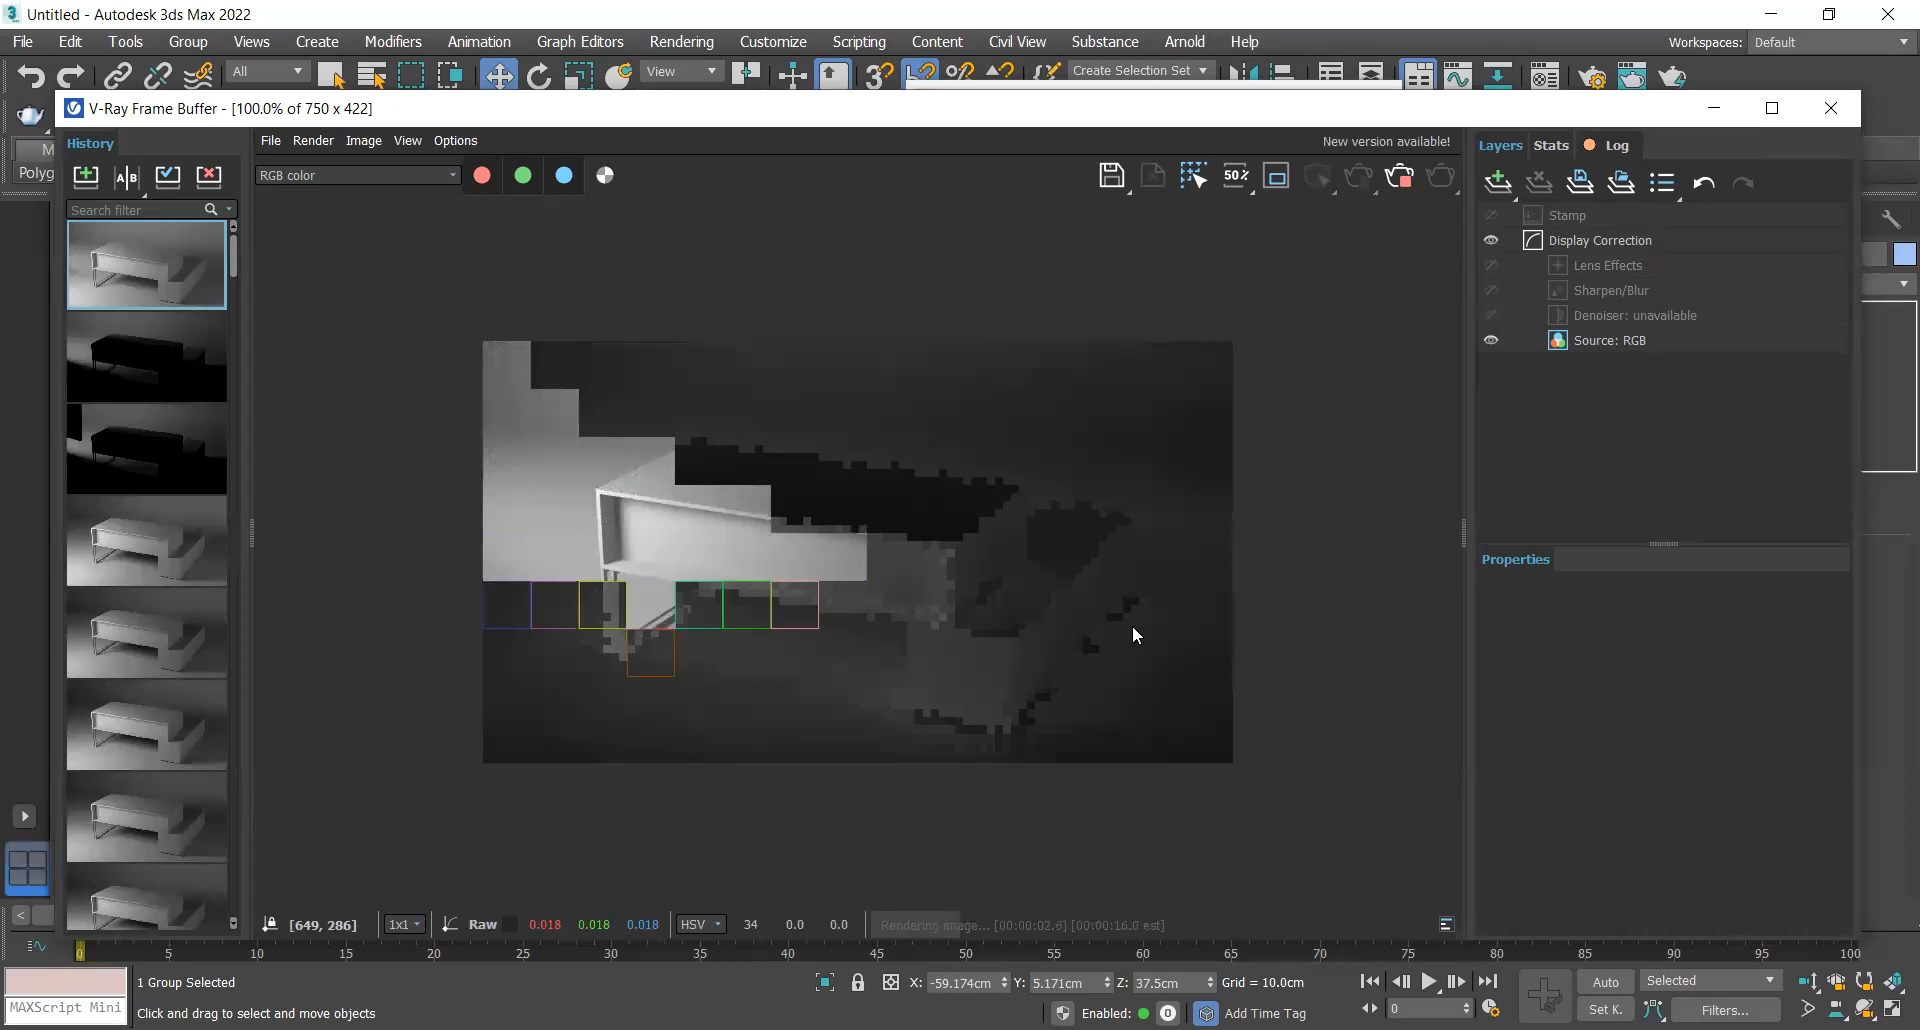 Untitled - Autodesk 3ds Max 2022
File Edit Tools Group Views Create Modifiers Animation Graph Editors Rendering Customize Scripting Content Civil View Substance Arnold Help Workspaces: Default
All View Create Selection Set
V-Ray Frame Buffer - [100.0% of 750 x 422]
History File Render Image View Options New version available! Layers Stats Log
RGB color 50%
Polyg
Search filter
Stamp
Display Correction
Lens Effects
Sharpen/Blur
Denoiser: unavailable
Source: RGB
Properties
[649, 286] 1x1 Raw 0.018 0.018 0.018 HSV 34 0.0 0.0 Rendering image... [00:00:02.6] [00:00:16.0 est]
0 5 10 15 20 25 30 35 40 45 50 55 60 65 70 75 80 85 90 95 100
1 Group Selected X: -59.174cm Y: 5.171cm Z: 37.5cm Grid = 10.0cm Auto Selected
MAXScript Mini Click and drag to select and move objects Enabled: 0 Add Time Tag 0 Set K. Filters...